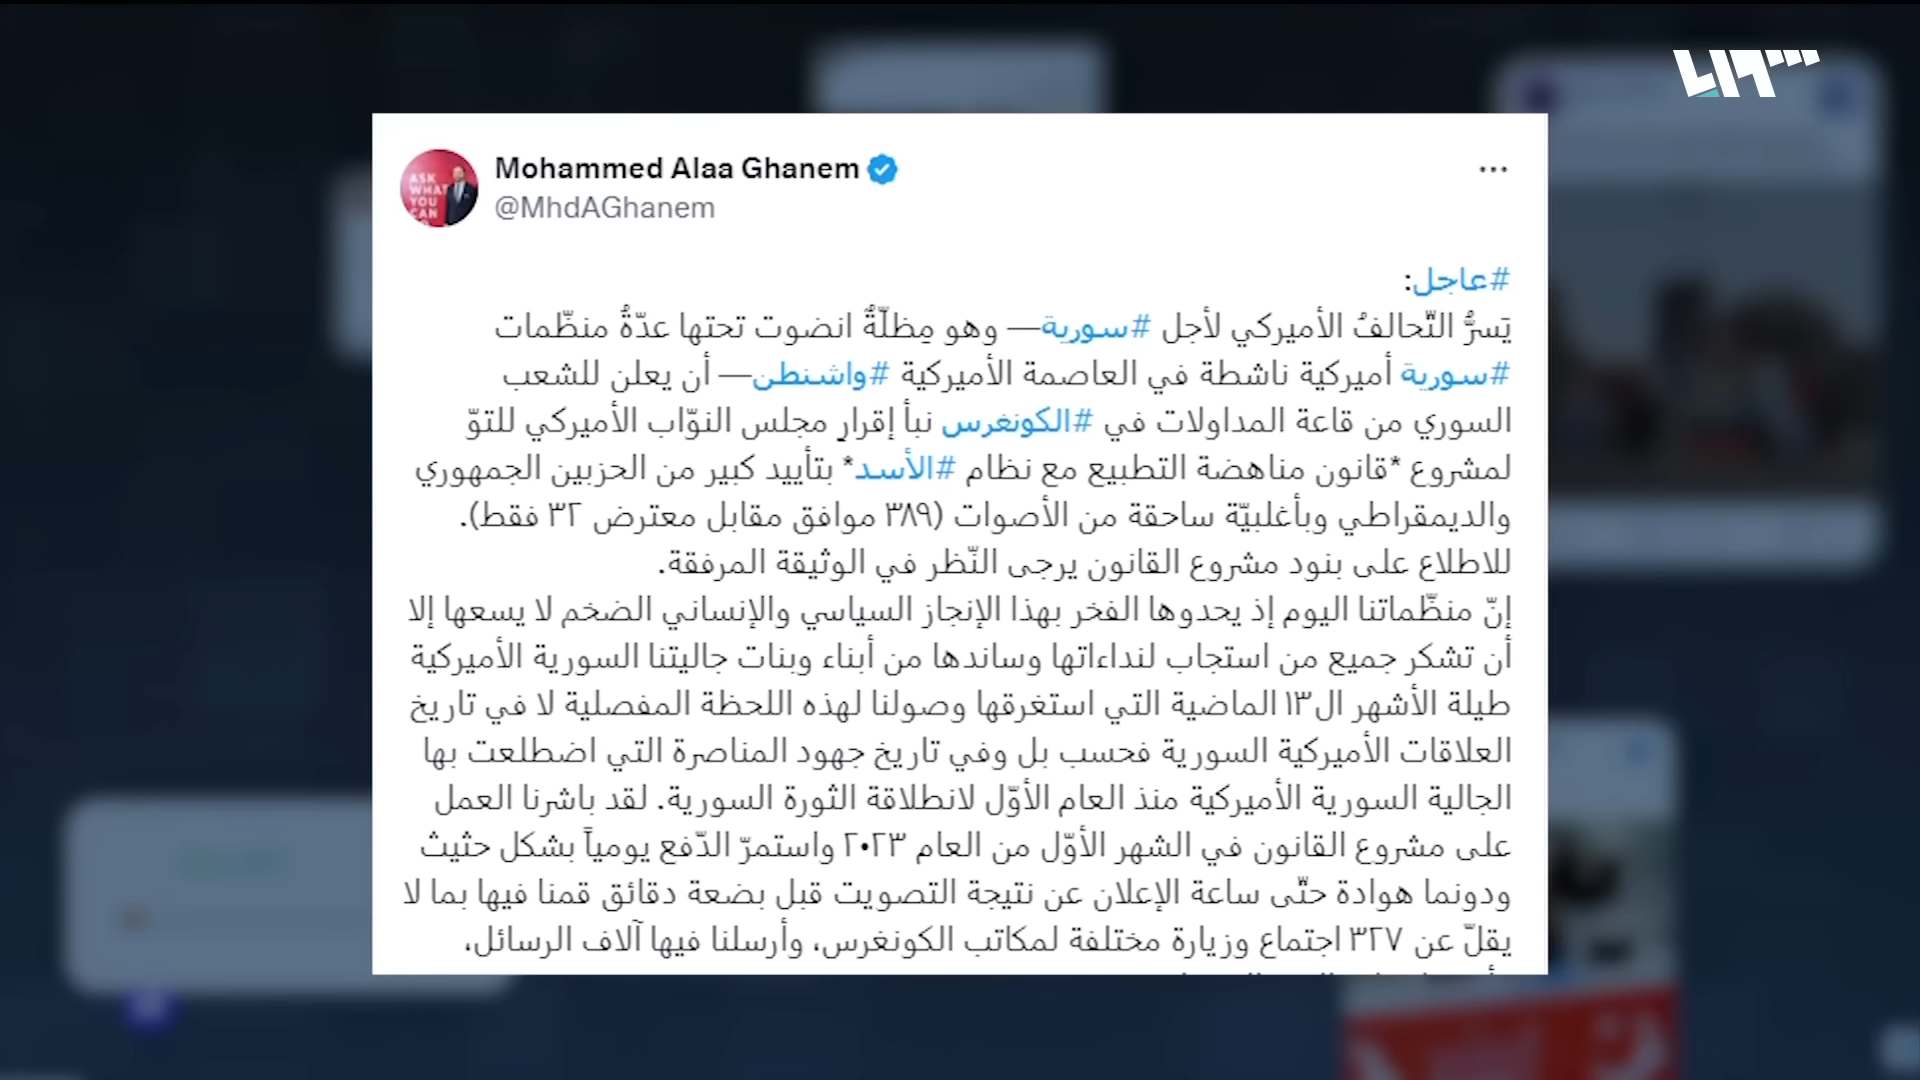 Mohammed Alaa Ghanem
@MhdAGhanem
#عاجل:
يَسرُّ التّحالفُ الأميركي لأجل #سورية— وهو مِظلّةٌ انضوت تحتها عدّةُ منظّمات
#سورية أميركية ناشطة في العاصمة الأميركية #واشنطن— أن يعلن للشعب
السوري من قاعة المداولات في #الكونغرس نبأ إقرارِ مجلس النوّاب الأميركي للتوّ
لمشروع *قانون مناهضة التطبيع مع نظام #الأسد* بتأييد كبير من الحزبين الجمهوري
والديمقراطي وبأغلبيّة ساحقة من الأصوات (٣٨٩ موافق مقابل معترض ٣٢ فقط).
للاطلاع على بنود مشروع القانون يرجى النّظر في الوثيقة المرفقة.
إنّ منظّماتنا اليوم إذ يحدوها الفخر بهذا الإنجاز السياسي والإنساني الضخم لا يسعها إلا
أن تشكر جميع من استجاب لنداءاتها وساندها من أبناء وبنات جاليتنا السورية الأميركية
طيلة الأشهر ال١٣ الماضية التي استغرقها وصولنا لهذه اللحظة المفصلية لا في تاريخ
العلاقات الأميركية السورية فحسب بل وفي تاريخ جهود المناصرة التي اضطلعت بها
الجالية السورية الأميركية منذ العام الأوّل لانطلاقة الثورة السورية. لقد باشرنا العمل
على مشروع القانون في الشهر الأوّل من العام ٢٠٢٣ واستمرّ الدّفع يومياً بشكل حثيث
ودونما هوادة حتّى ساعة الإعلان عن نتيجة التصويت قبل بضعة دقائق قمنا فيها بما لا
يقلّ عن ٣٢٧ اجتماع وزيارة مختلفة لمكاتب الكونغرس، وأرسلنا فيها آلاف الرسائل،